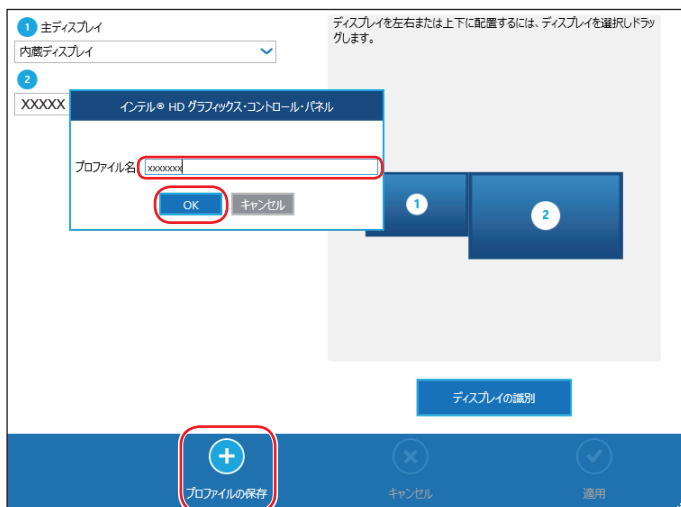 1 主ディスプレイ
内蔵ディスプレイ
2
XXXXX
ディスプレイを左右または上下に配置するには、ディスプレイを選択しドラッ
グします。
インテル® HD グラフィックス・コントロール・パネル
プロファイル名 xxxxxxx
OK キャンセル
1 2
ディスプレイの識別
プロファイルの保存 キャンセル 適用